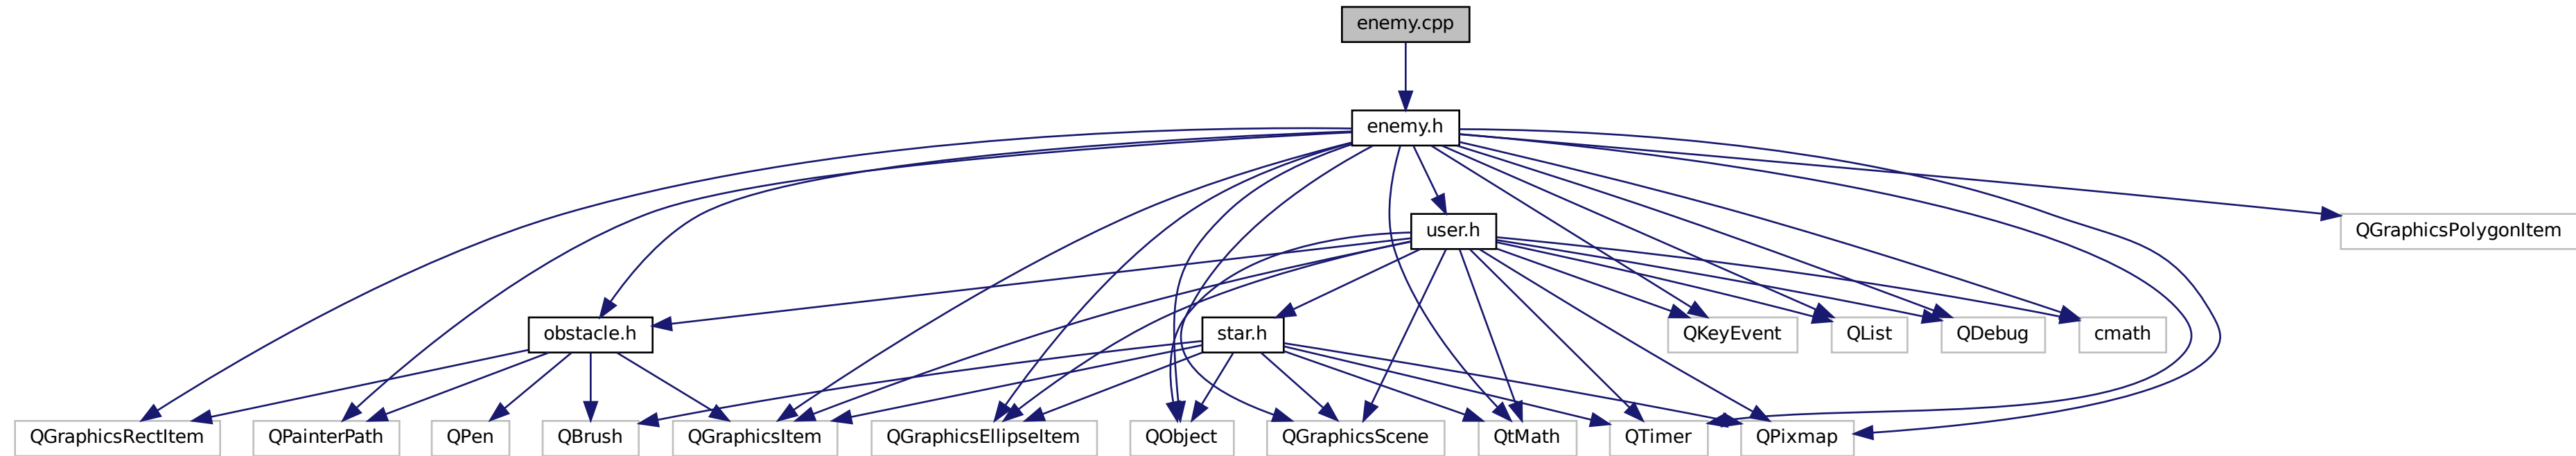 enemy.cpp
enemy.h
user.h
QGraphicsPolygonItem
obstacle.h
star.h
QKeyEvent
QList
QDebug
cmath
QGraphicsRectItem
QPainterPath
QPen
QBrush
QGraphicsItem
QGraphicsEllipseItem
QObject
QGraphicsScene
QtMath
QTimer
QPixmap